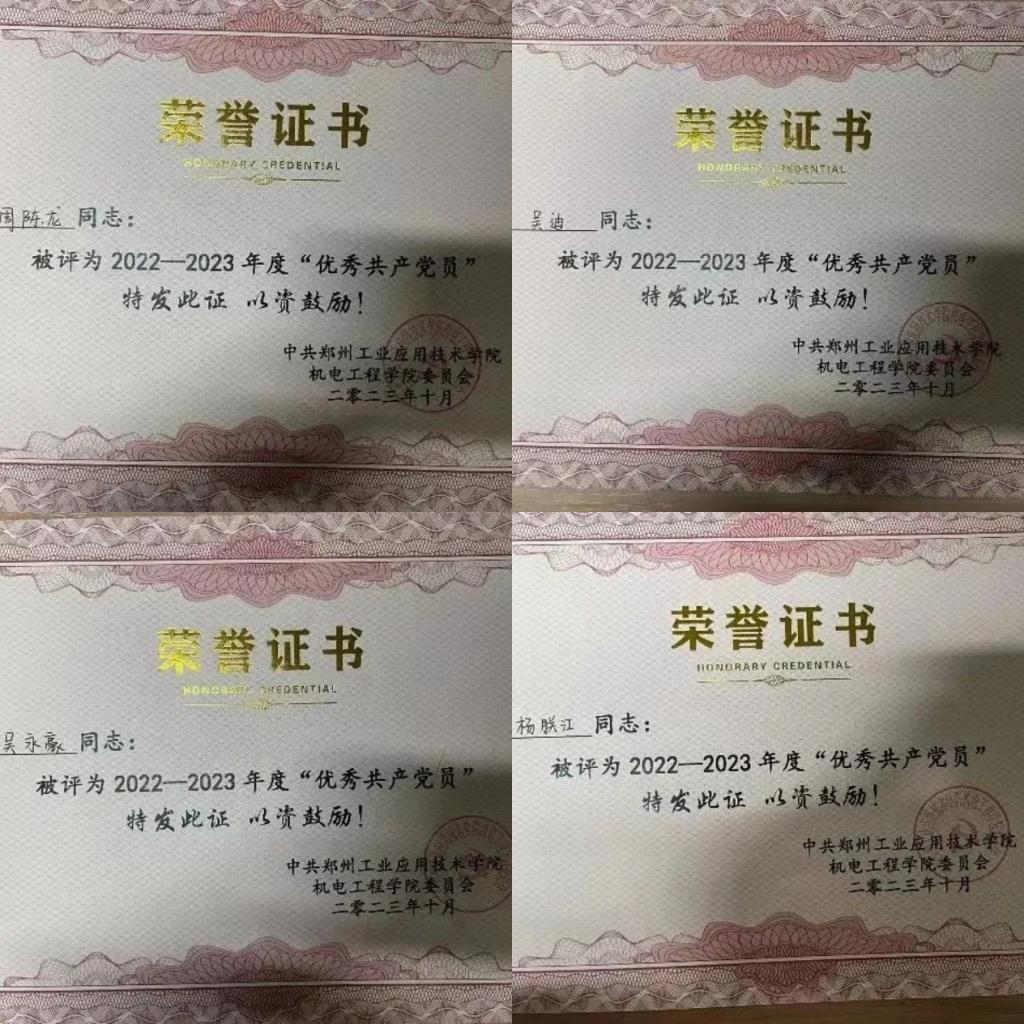 荣誉证书
HONORARY CREDENTIAL
周陈龙 同志：
被评为 2022—2023 年度“优秀共产党员”
特发此证 以资鼓励！
中共郑州工业应用技术学院
机电工程学院委员会
二零二三年十月
荣誉证书
HONORARY CREDENTIAL
吴迪 同志：
被评为 2022—2023 年度“优秀共产党员”
特发此证 以资鼓励！
中共郑州工业应用技术学院
机电工程学院委员会
二零二三年十月
荣誉证书
HONORARY CREDENTIAL
吴永豪 同志：
被评为 2022—2023 年度“优秀共产党员”
特发此证 以资鼓励！
中共郑州工业应用技术学院
机电工程学院委员会
二零二三年十月
荣誉证书
HONORARY CREDENTIAL
杨朕江 同志：
被评为 2022—2023 年度“优秀共产党员”
特发此证 以资鼓励！
中共郑州工业应用技术学院
机电工程学院委员会
二零二三年十月